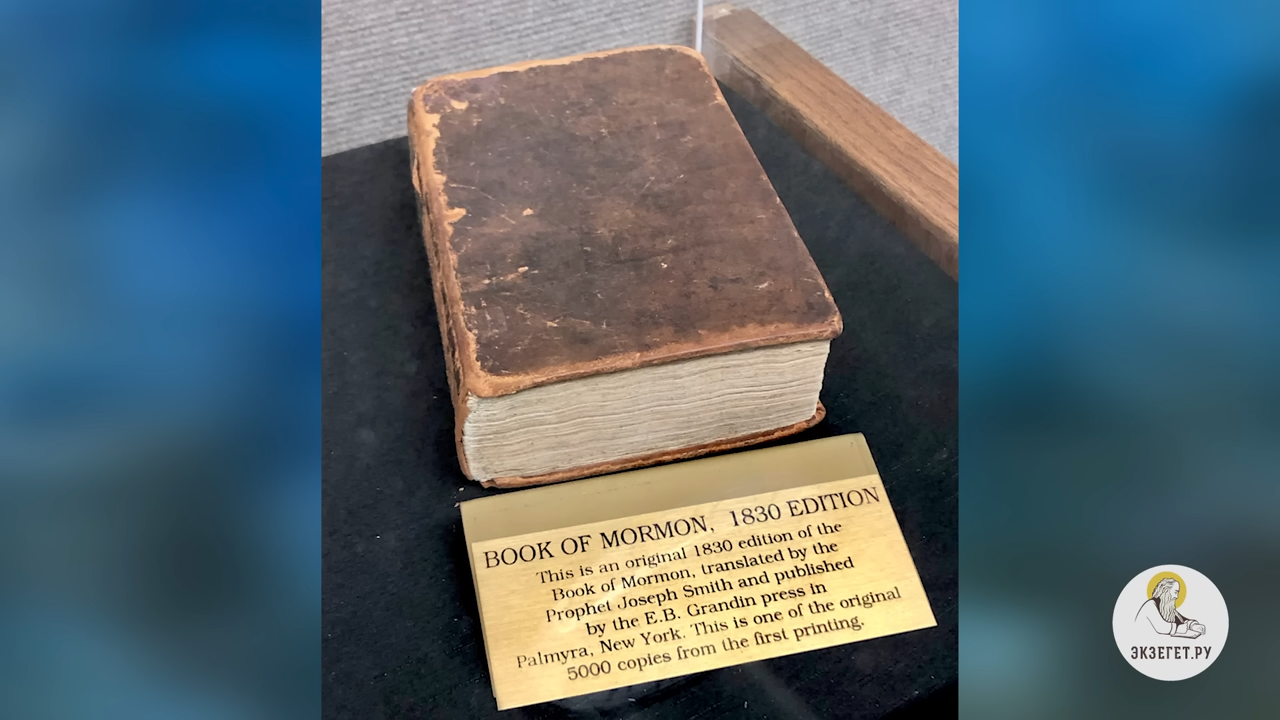 BOOK OF MORMON, 1830 EDITION
This is an original 1830 edition of the
Book of Mormon, translated by the
Prophet Joseph Smith and published
by the E.B. Grandin press in
Palmyra, New York. This is one of the original
5000 copies from the first printing.
ЭКЗЕГЕТ.РУ